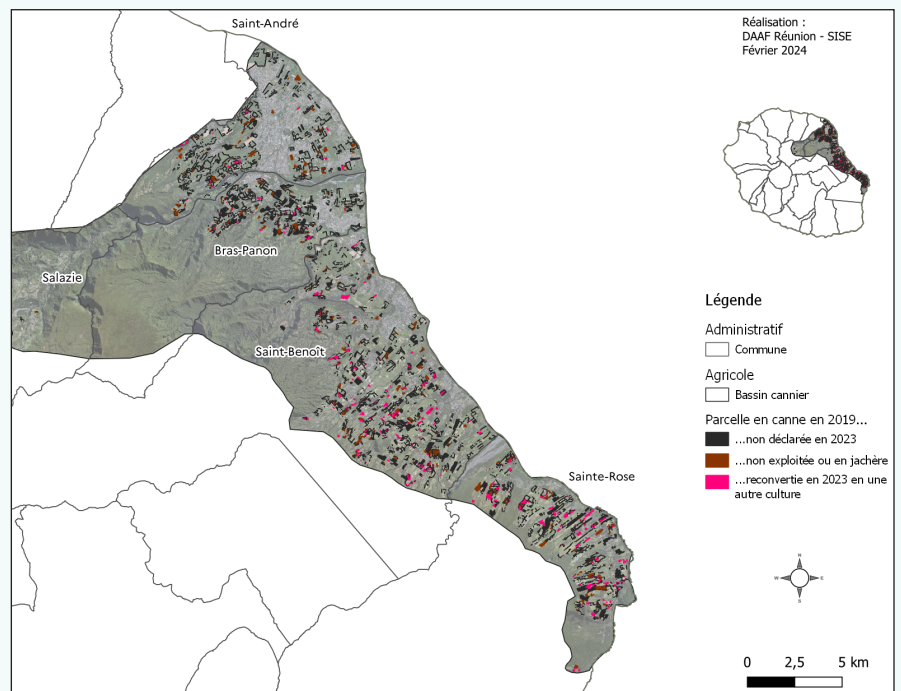 Saint-André
Réalisation :
DAAF Réunion - SISE
Février 2024
Bras-Panon
Salazie
Saint-Benoît
Sainte-Rose
Légende
Administratif
Commune
Agricole
Bassin cannier
Parcelle en canne en 2019...
...non déclarée en 2023
...non exploitée ou en jachère
...reconvertie en 2023 en une
autre culture
N
W E
S
0 2,5 5 km